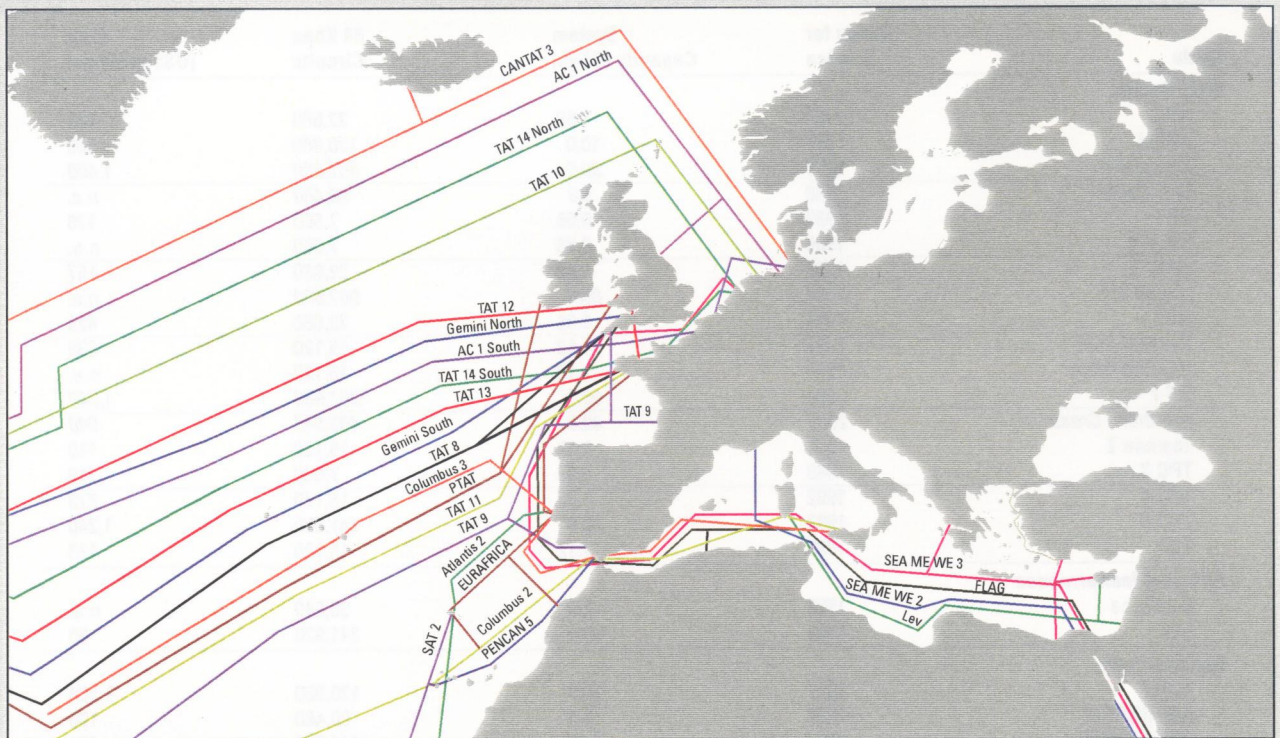 CANTAT 3
AC 1 North
TAT 14 North
TAT 10
TAT 12
Gemini North
AC 1 South
TAT 14 South
TAT 13
TAT 9
Gemini South
TAT 8
Columbus 3
PTAT
TAT 11
TAT 9
Atlantis 2
EURAFRICA
Columbus 2
PENCAN 5
SAT 2
SEA ME WE 3
FLAG
SEA ME WE 2
Lev